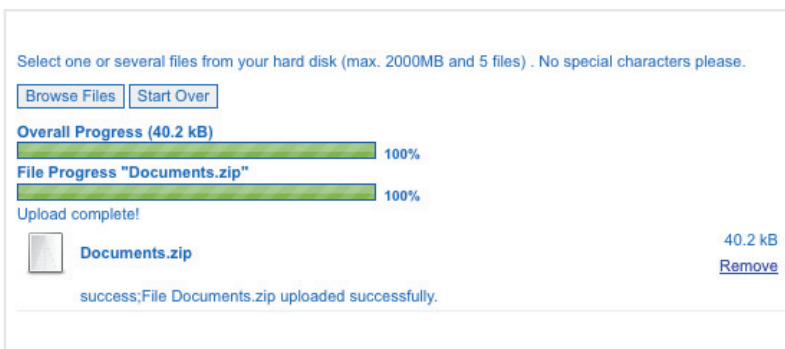 Select one or several files from your hard disk (max. 2000MB and 5 files) . No special characters please.
Browse Files Start Over
Overall Progress (40.2 kB)
100%
File Progress "Documents.zip"
100%
Upload complete!
Documents.zip 40.2 kB
Remove
success;File Documents.zip uploaded successfully.